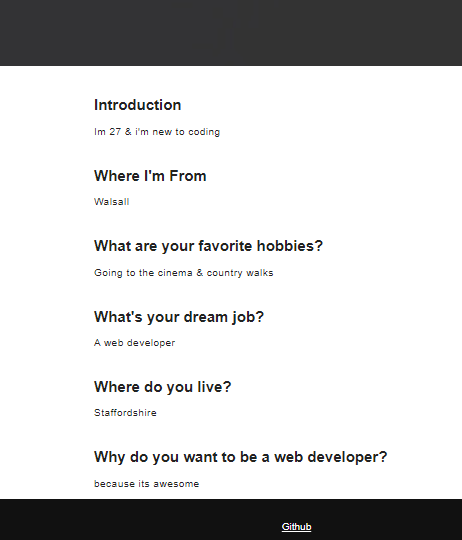 Introduction
Im 27 & i'm new to coding
Where I'm From
Walsall
What are your favorite hobbies?
Going to the cinema & country walks
What's your dream job?
A web developer
Where do you live?
Staffordshire
Why do you want to be a web developer?
because its awesome
Github